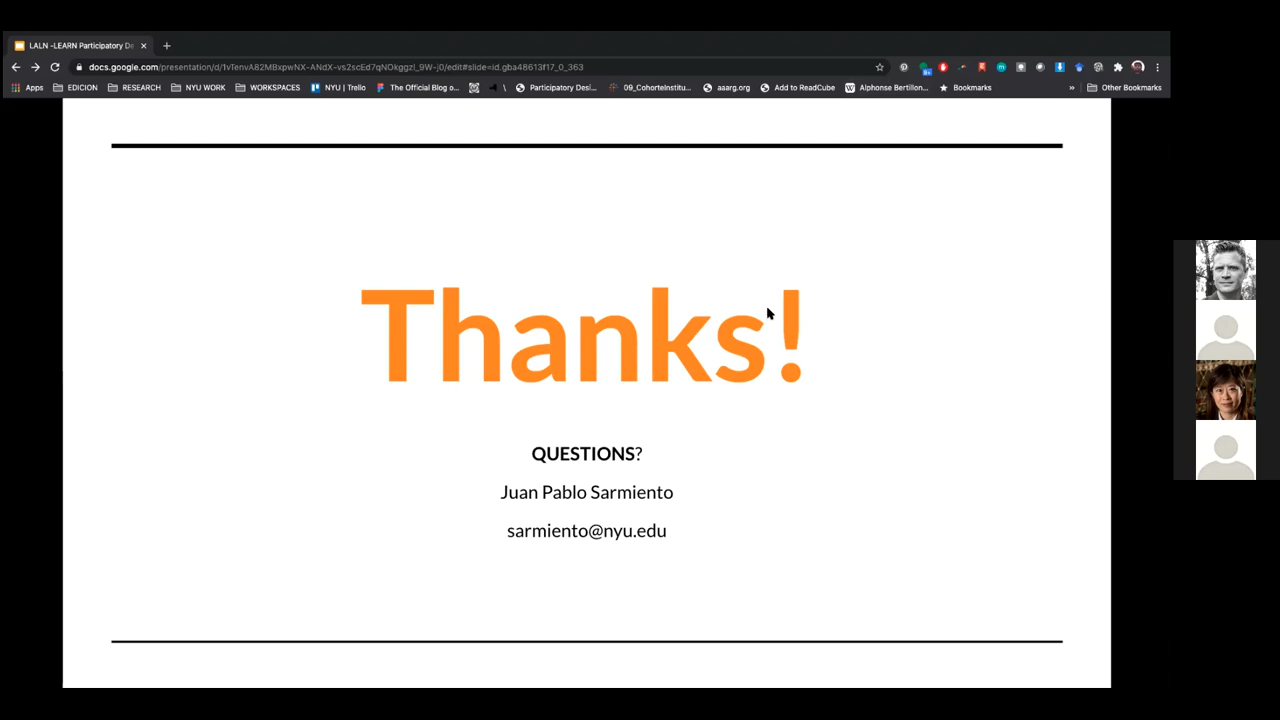 LALN -LEARN Participatory De
docs.google.com/presentation/d/1vTenvA82MBxpwNX-ANdX-vs2scEd7qNOkggzl_9W-j0/edit#slide=id.gba48613f17_0_363
Apps EDICION RESEARCH NYU WORK WORKSPACES NYU | Trello The Official Blog o... \ Participatory Desi... 09_CohorteInstitu... aaarg.org Add to ReadCube Alphonse Bertillon... Bookmarks » Other Bookmarks
Thanks!
QUESTIONS?
Juan Pablo Sarmiento
sarmiento@nyu.edu